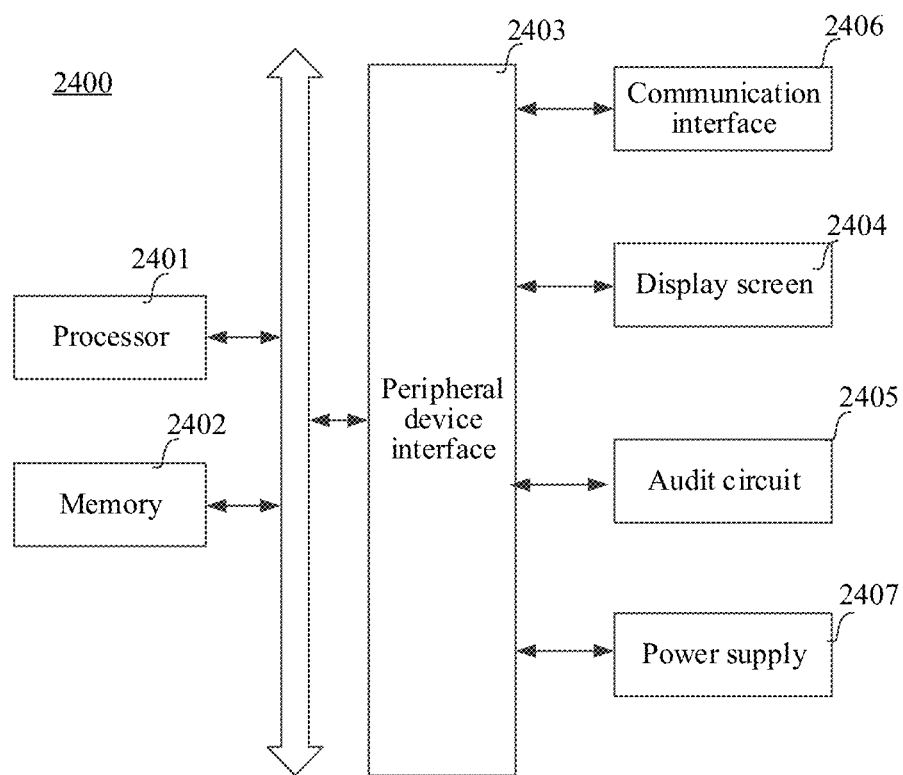 2400
2403
2406
Communication
interface
2404
Display screen
2401
Processor
Peripheral
device
interface
2402
Memory
2405
Audit circuit
2407
Power supply